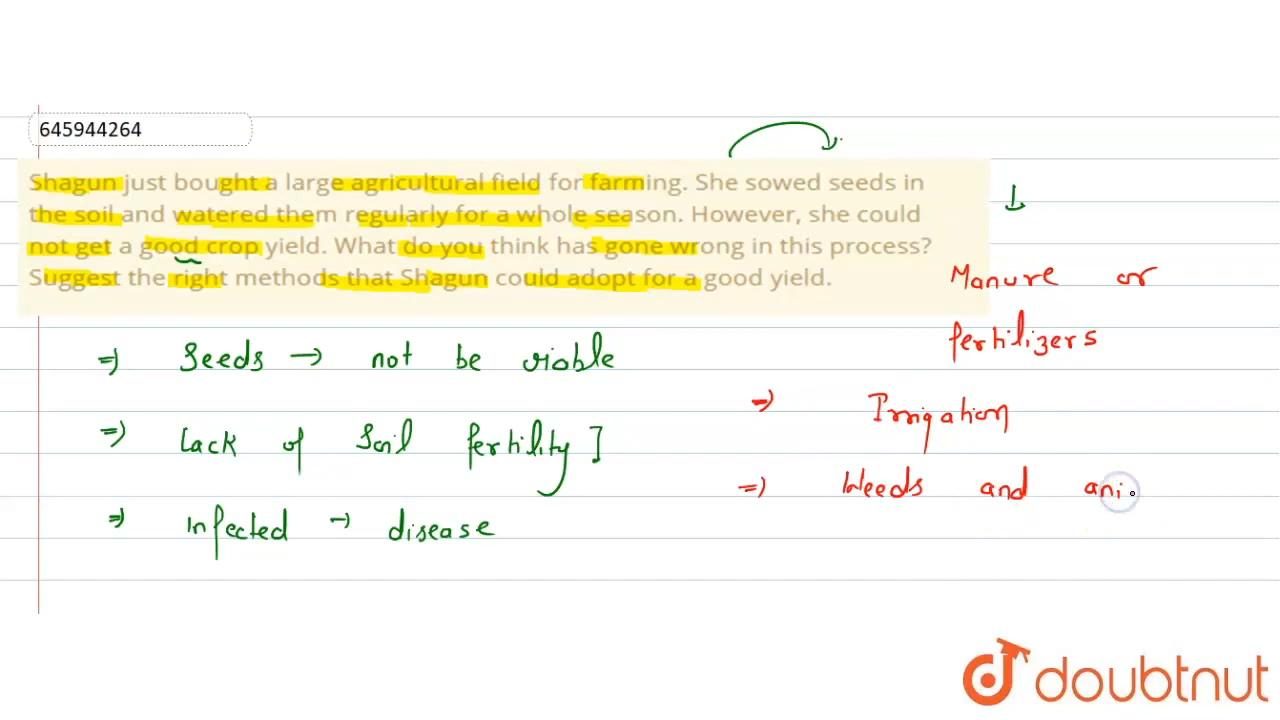 645944264
Shagun just bought a large agricultural field for farming. She sowed seeds in
the soil and watered them regularly for a whole season. However, she could
not get a good crop yield. What do you think has gone wrong in this process?
Suggest the right methods that Shagun could adopt for a good yield.
Manure or
fertilizers
⇒ Seeds → not be viable
⇒ Irrigation
⇒ Lack of Soil fertility ]
⇒ Weeds and ani
⇒ Infected → disease
doubtnut